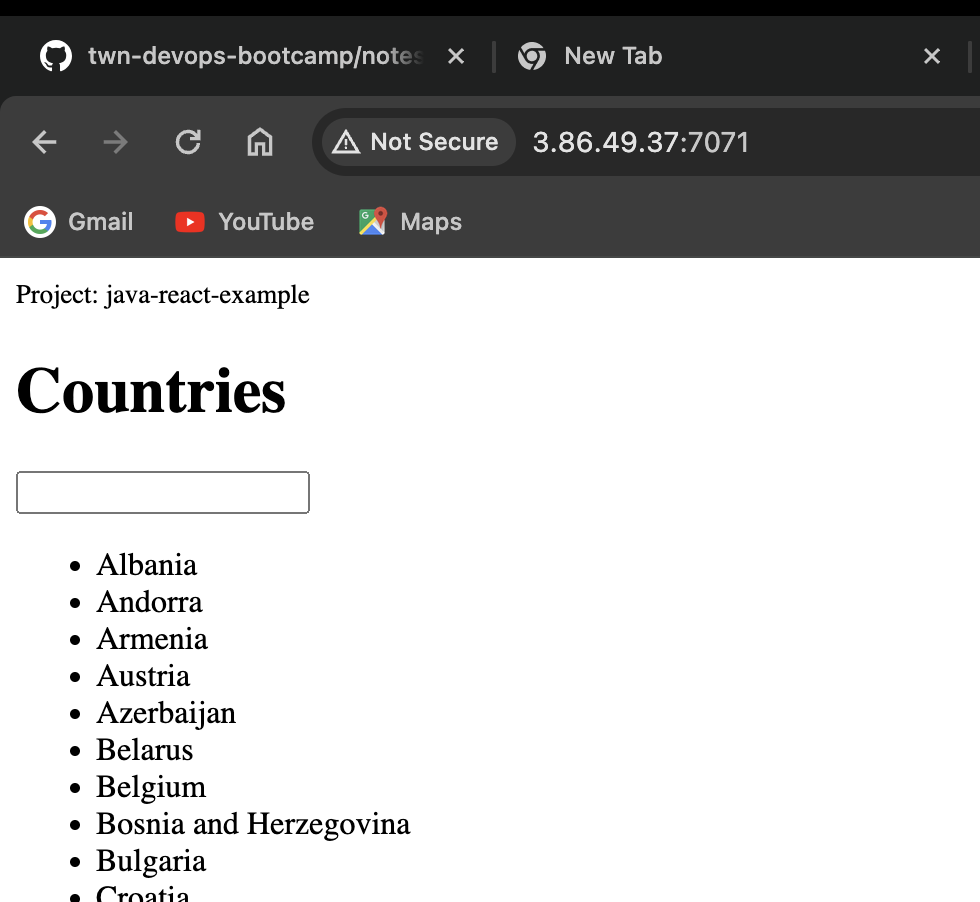 twn-devops-bootcamp/notes
New Tab
Not Secure 3.86.49.37:7071
Gmail YouTube Maps
Project: java-react-example
Countries
Albania
Andorra
Armenia
Austria
Azerbaijan
Belarus
Belgium
Bosnia and Herzegovina
Bulgaria
Croatia